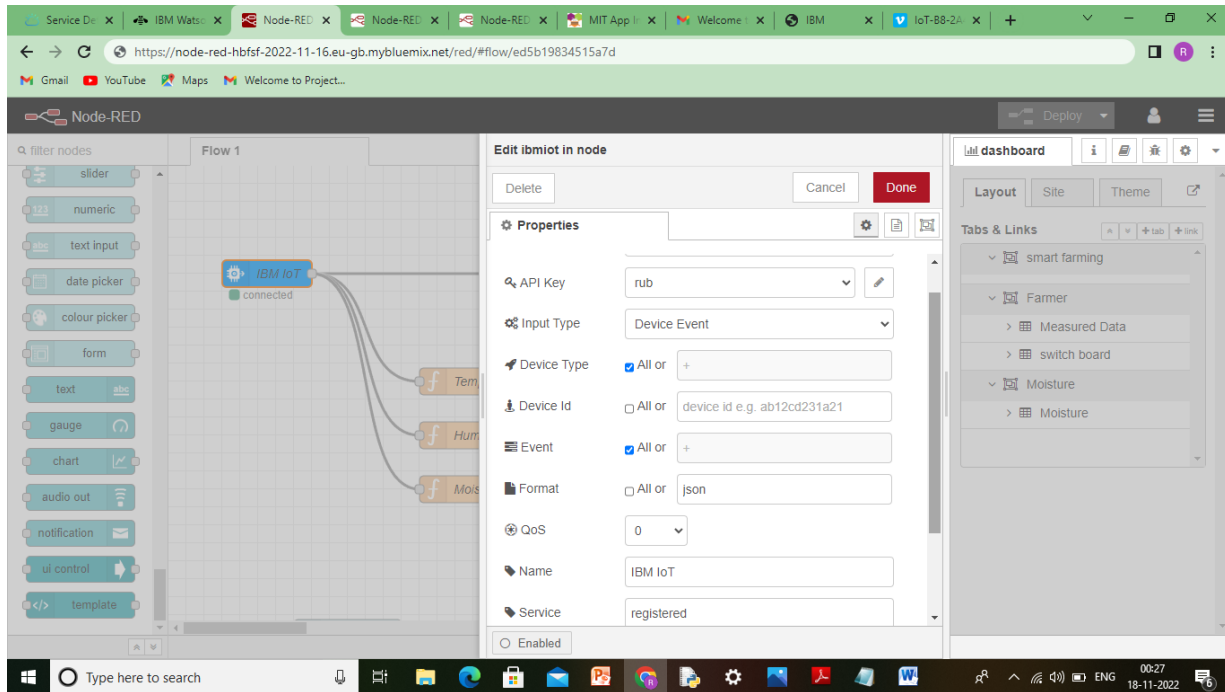 Service De
IBM Watso
Node-RED
Node-RED
Node-RED
MIT App In
Welcome t
IBM
IoT-B8-2A
https://node-red-hbfsf-2022-11-16.eu-gb.mybluemix.net/red/#flow/ed5b19834515a7d
R
Gmail
YouTube
Maps
Welcome to Project...
Node-RED
Deploy
filter nodes
slider
123 numeric
abc text input
date picker
colour picker
form
text abc
gauge
chart
audio out
notification
ui control
</> template
Flow 1
IBM IoT
connected
f Tem
f Hum
f Mois
Edit ibmiot in node
Delete
Cancel
Done
Properties
API Key rub
Input Type Device Event
Device Type All or +
Device Id All or device id e.g. ab12cd231a21
Event All or +
Format All or json
QoS 0
Name IBM IoT
Service registered
Enabled
dashboard
i
Layout
Site
Theme
Tabs & Links
+tab
+link
smart farming
Farmer
Measured Data
switch board
Moisture
Moisture
Type here to search
ENG
00:27
18-11-2022
6